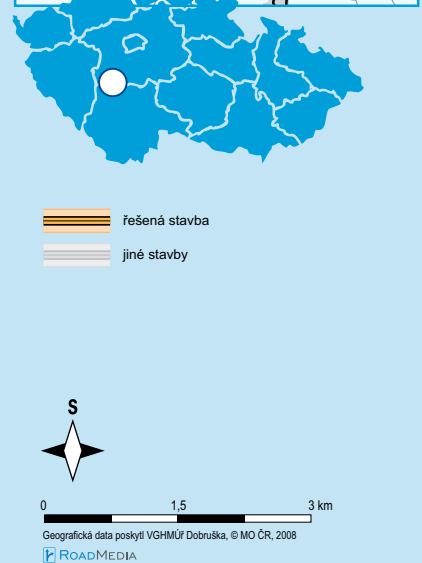 řešená stavba
jiné stavby
S
0 1,5 3 km
Geografická data poskytl VGHMÚř Dobruška, © MO ČR, 2008
ROADMEDIA